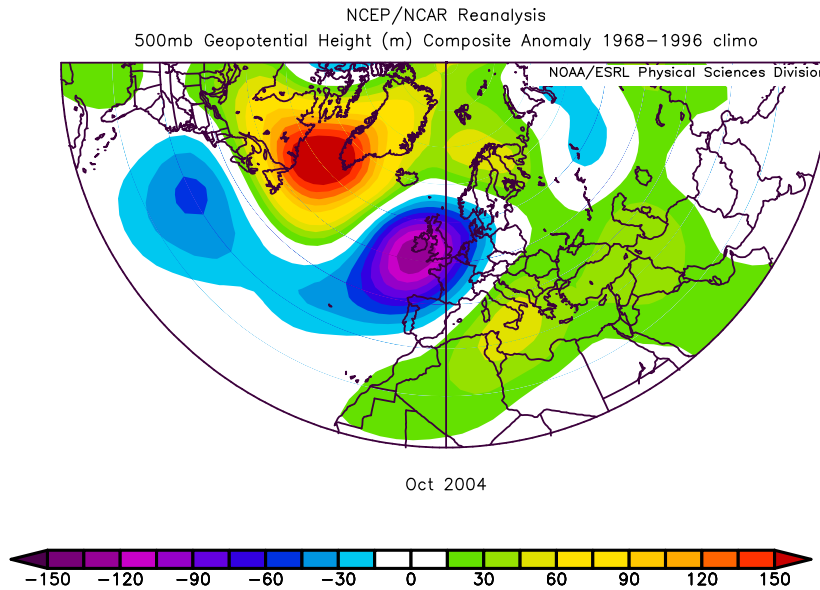 NCEP/NCAR Reanalysis
500mb Geopotential Height (m) Composite Anomaly 1968−1996 climo
NOAA/ESRL Physical Sciences Divisio
Oct 2004
−150 −120 −90 −60 −30 0 30 60 90 120 150